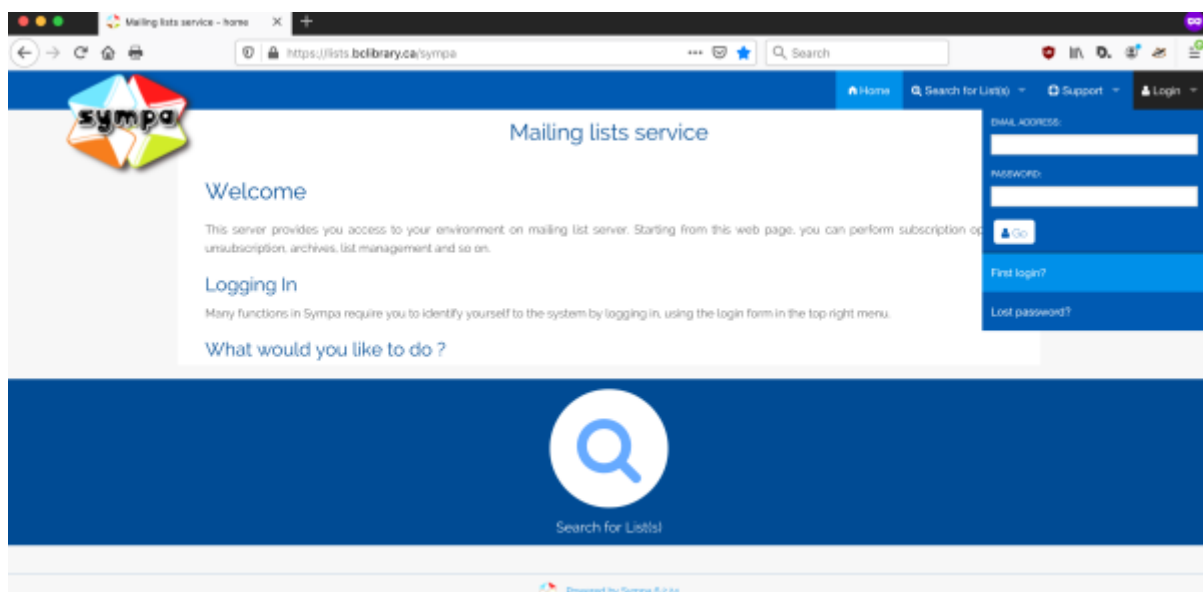 Mailing lists service - home
https://lists.bclibrary.ca/sympa
Search
sympa
Home
Search for List(s)
Support
Login
Mailing lists service
EMAIL ADDRESS:
PASSWORD:
Go
First login?
Lost password?
Welcome
This server provides you access to your environment on mailing list server. Starting from this web page, you can perform subscription op
unsubscription, archives, list management and so on.
Logging In
Many functions in Sympa require you to identify yourself to the system by logging in, using the login form in the top right menu.
What would you like to do ?
Search for List(s)
Powered by Sympa